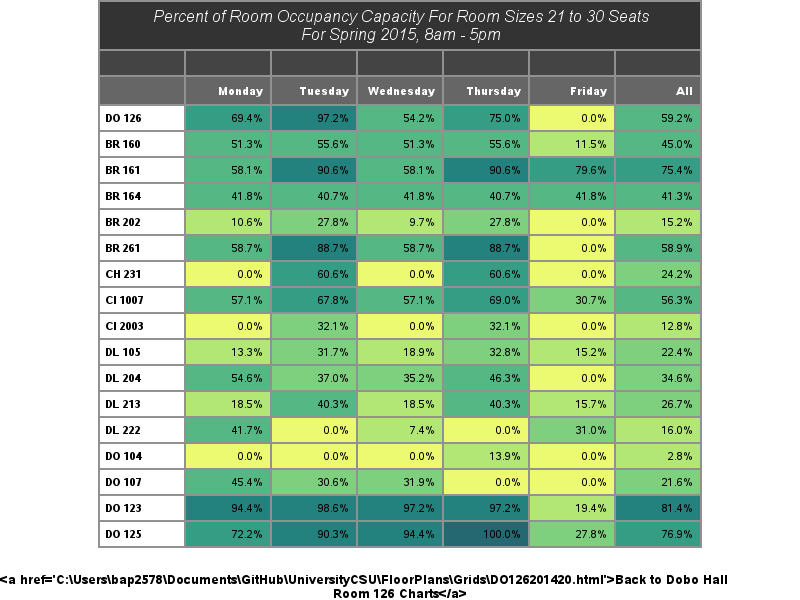 Percent of Room Occupancy Capacity For Room Sizes 21 to 30 Seats
For Spring 2015, 8am - 5pm
Monday Tuesday Wednesday Thursday Friday All
DO 126 69.4% 97.2% 54.2% 75.0% 0.0% 59.2%
BR 160 51.3% 55.6% 51.3% 55.6% 11.5% 45.0%
BR 161 58.1% 90.6% 58.1% 90.6% 79.6% 75.4%
BR 164 41.8% 40.7% 41.8% 40.7% 41.8% 41.3%
BR 202 10.6% 27.8% 9.7% 27.8% 0.0% 15.2%
BR 261 58.7% 88.7% 58.7% 88.7% 0.0% 58.9%
CH 231 0.0% 60.6% 0.0% 60.6% 0.0% 24.2%
CI 1007 57.1% 67.8% 57.1% 69.0% 30.7% 56.3%
CI 2003 0.0% 32.1% 0.0% 32.1% 0.0% 12.8%
DL 105 13.3% 31.7% 18.9% 32.8% 15.2% 22.4%
DL 204 54.6% 37.0% 35.2% 46.3% 0.0% 34.6%
DL 213 18.5% 40.3% 18.5% 40.3% 15.7% 26.7%
DL 222 41.7% 0.0% 7.4% 0.0% 31.0% 16.0%
DO 104 0.0% 0.0% 0.0% 13.9% 0.0% 2.8%
DO 107 45.4% 30.6% 31.9% 0.0% 0.0% 21.6%
DO 123 94.4% 98.6% 97.2% 97.2% 19.4% 81.4%
DO 125 72.2% 90.3% 94.4% 100.0% 27.8% 76.9%
<a href='C:\Users\bap2578\Documents\GitHub\UniversityCSU\FloorPlans\Grids\DO126201420.html'>Back to Dobo Hall
Room 126 Charts</a>